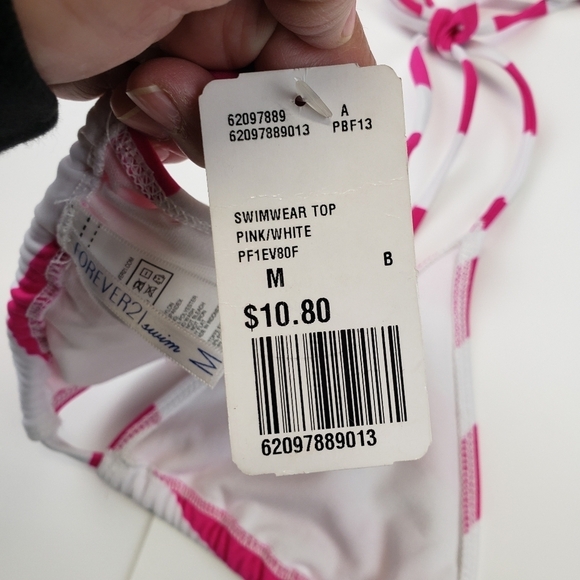 62097889 A
62097889013 PBF13
SWIMWEAR TOP
PINK/WHITE
PF1EV80F B
M
$10.80
62097889013
FOREVER21
swim
M